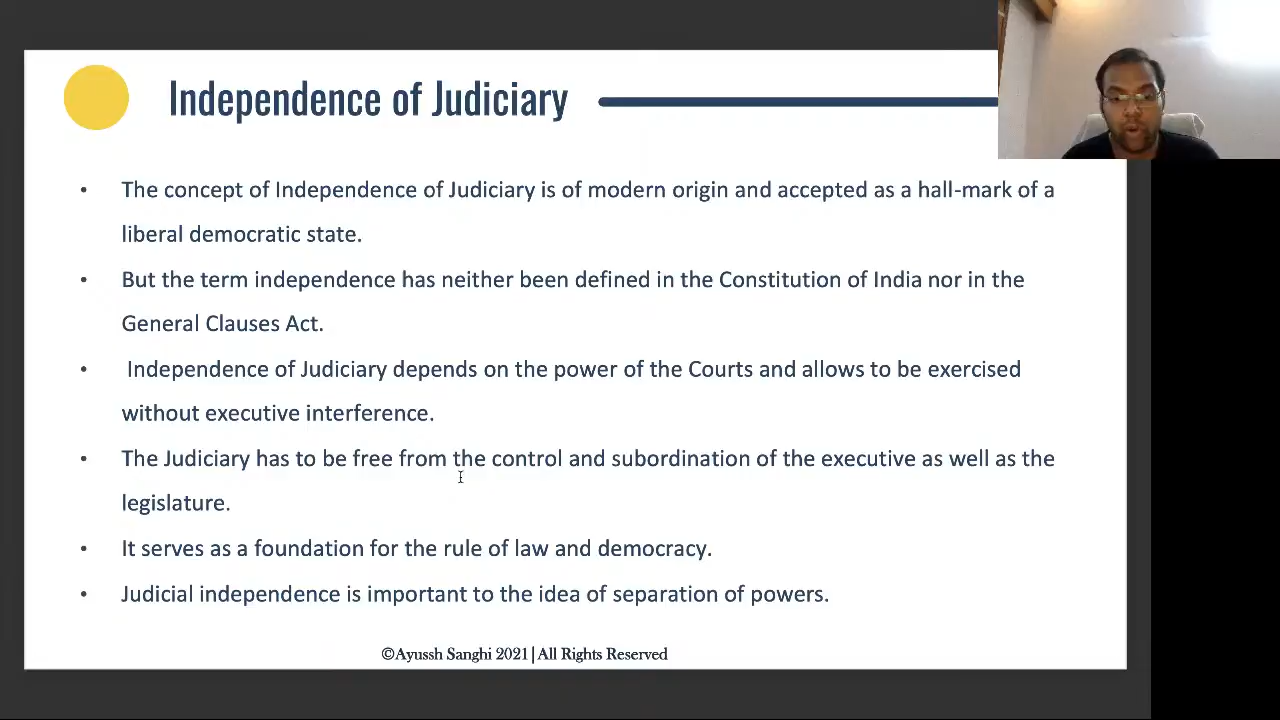 Independence of Judiciary
• The concept of Independence of Judiciary is of modern origin and accepted as a hall-mark of a
liberal democratic state.
• But the term independence has neither been defined in the Constitution of India nor in the
General Clauses Act.
• Independence of Judiciary depends on the power of the Courts and allows to be exercised
without executive interference.
• The Judiciary has to be free from the control and subordination of the executive as well as the
legislature.
• It serves as a foundation for the rule of law and democracy.
• Judicial independence is important to the idea of separation of powers.
©Ayussh Sanghi 2021|All Rights Reserved